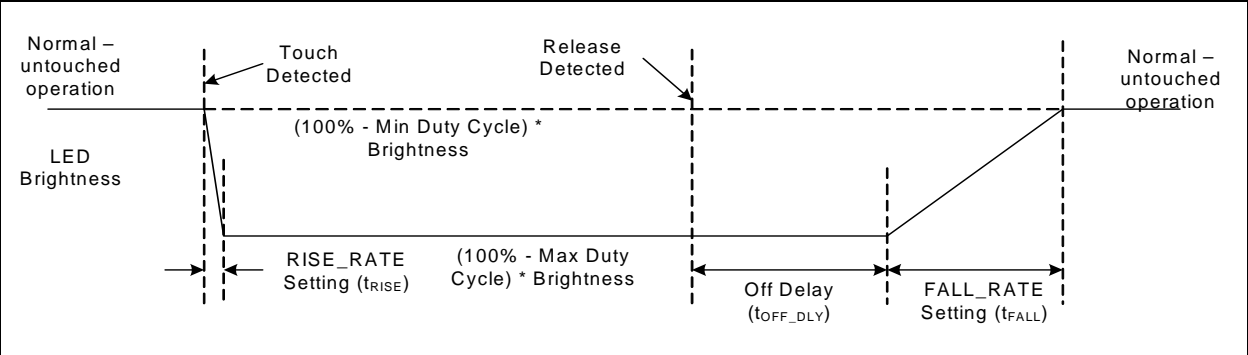 Normal –
untouched
operation
Touch
Detected
Release
Detected
Normal –
untouched
operation
(100% - Min Duty Cycle) *
Brightness
LED
Brightness
RISE_RATE
Setting (tRISE)
(100% - Max Duty
Cycle) * Brightness
Off Delay
(tOFF_DLY)
FALL_RATE
Setting (tFALL)